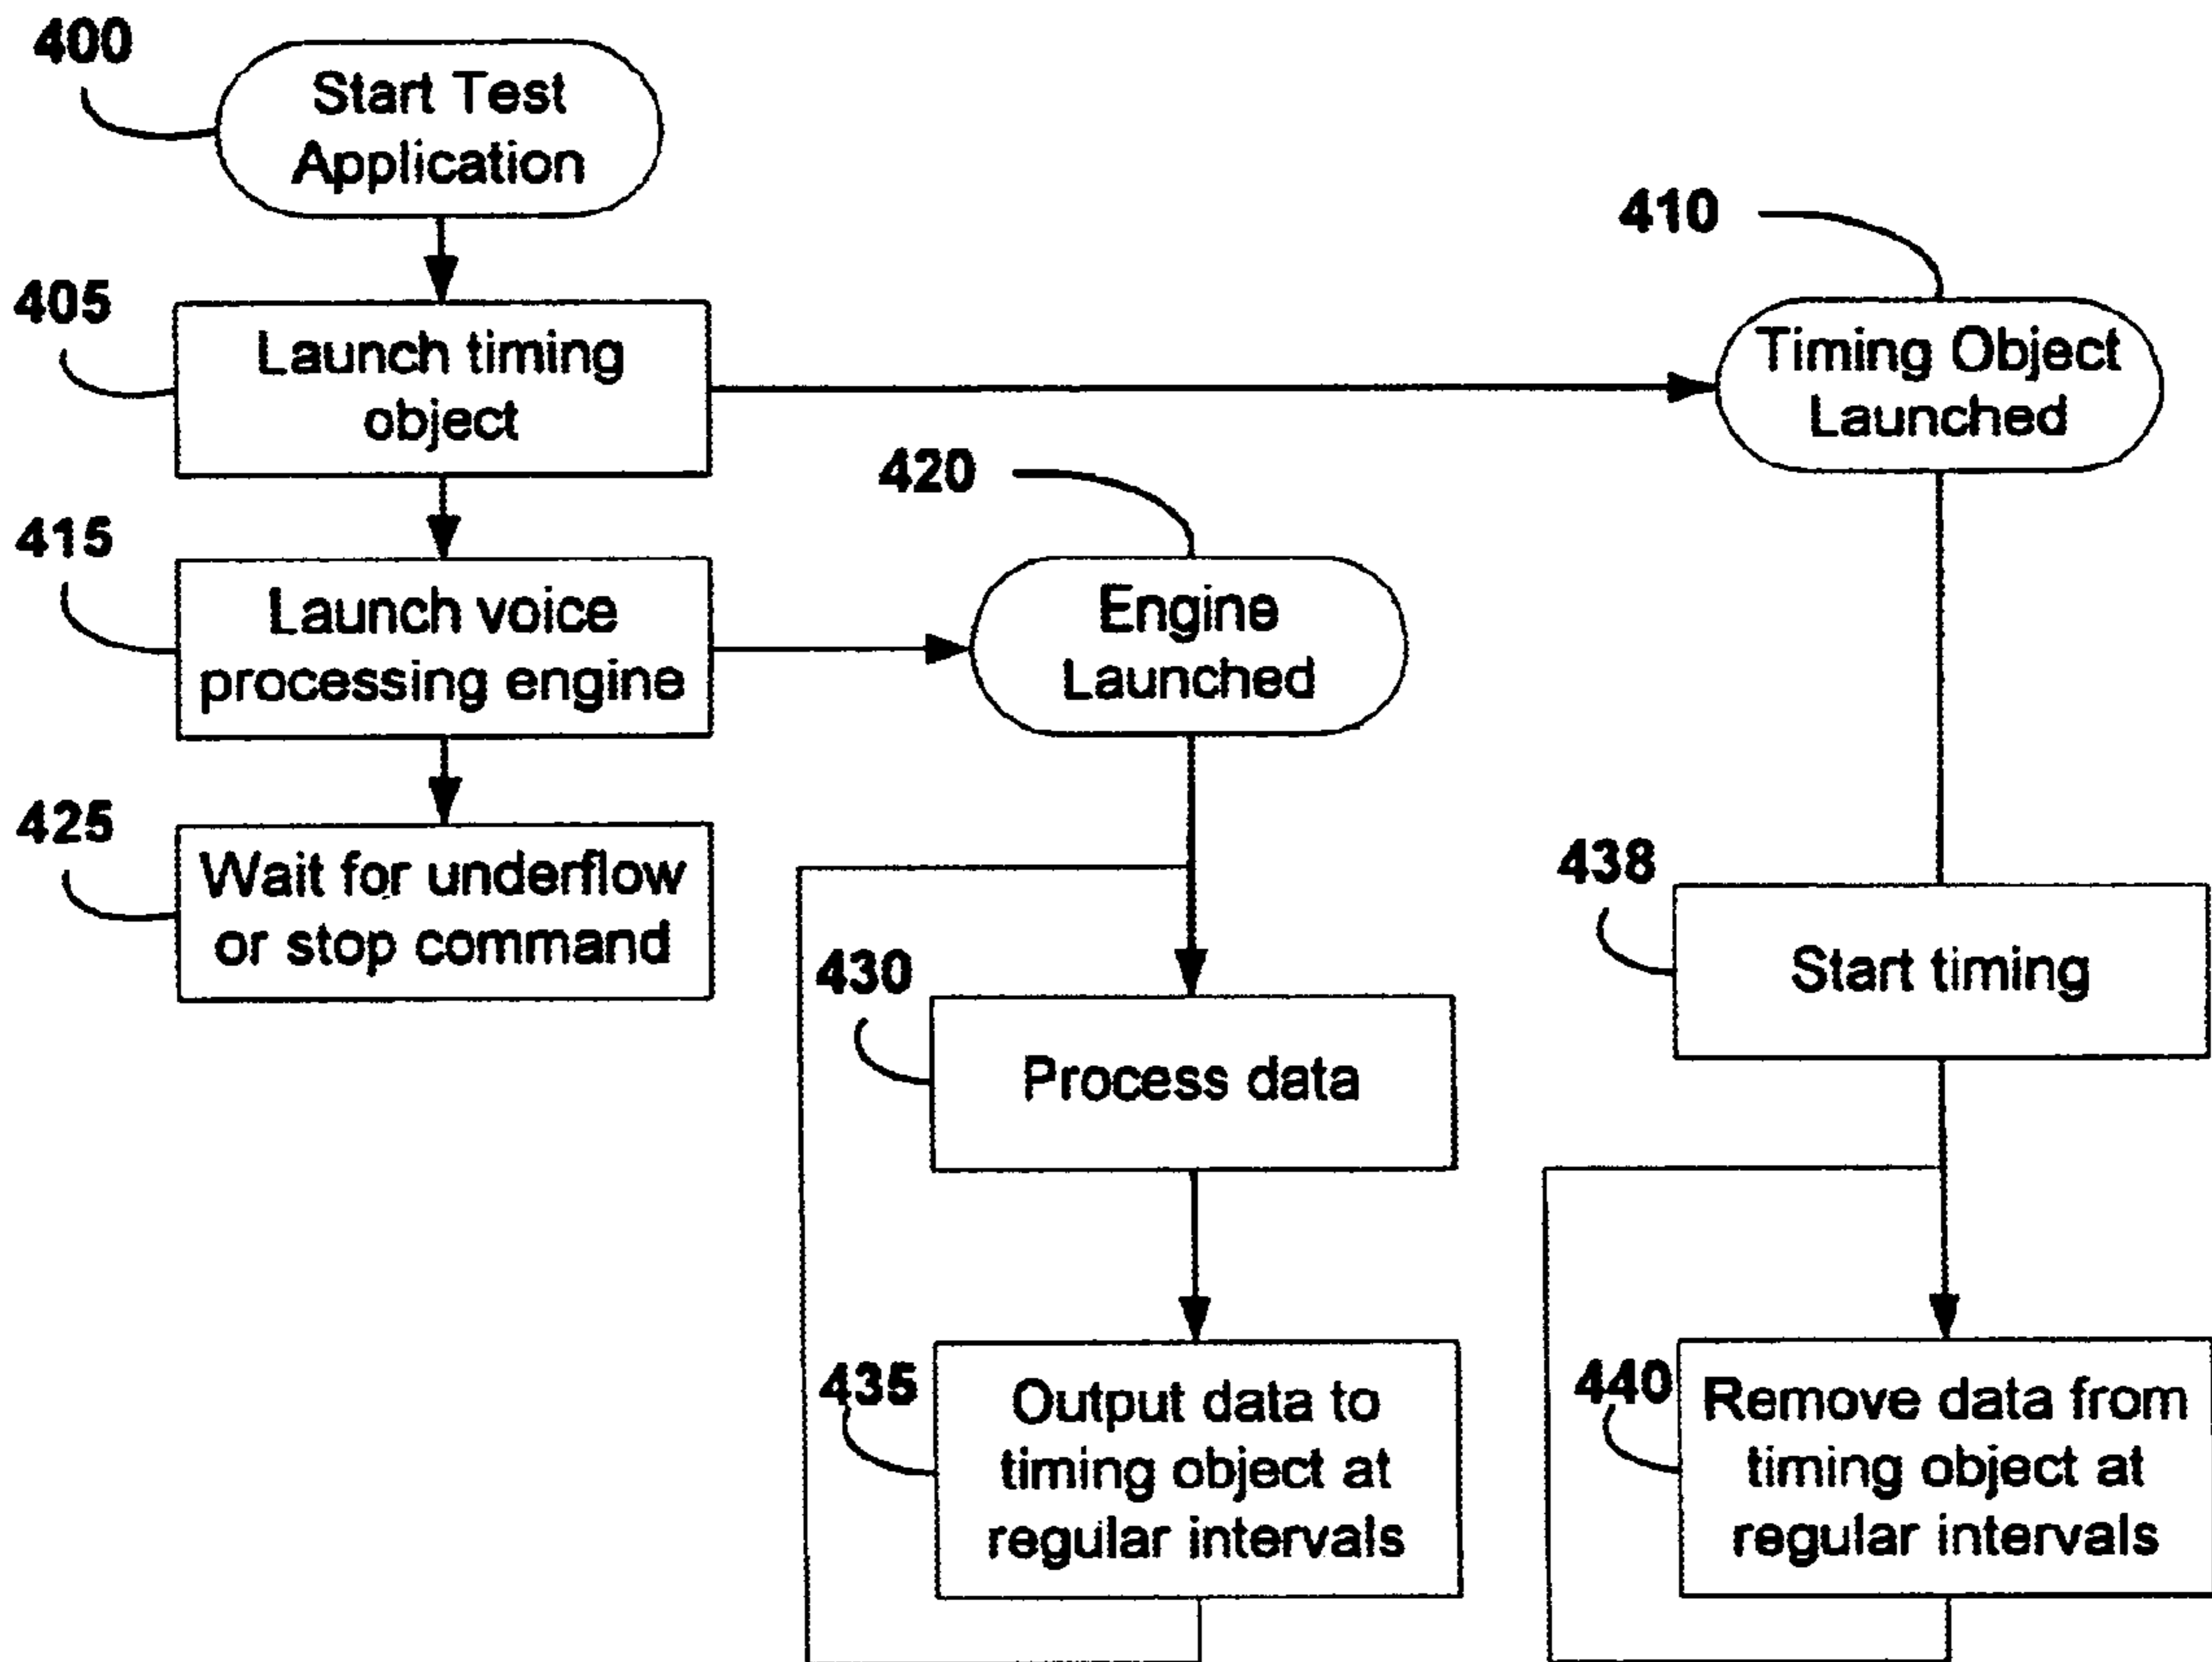 400
Start Test
Application
405
Launch timing
object
410
Timing Object
Launched
415
Launch voice
processing engine
420
Engine
Launched
425
Wait for underflow
or stop command
430
Process data
438
Start timing
435
Output data to
timing object at
regular intervals
440
Remove data from
timing object at
regular intervals